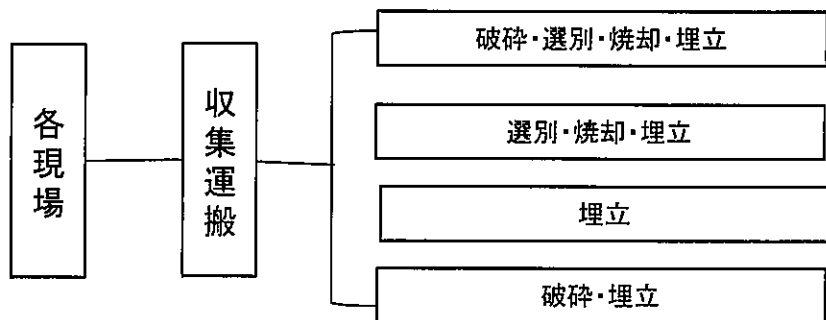 各現場
収集運搬
破砕・選別・焼却・埋立
選別・焼却・埋立
埋立
破砕・埋立